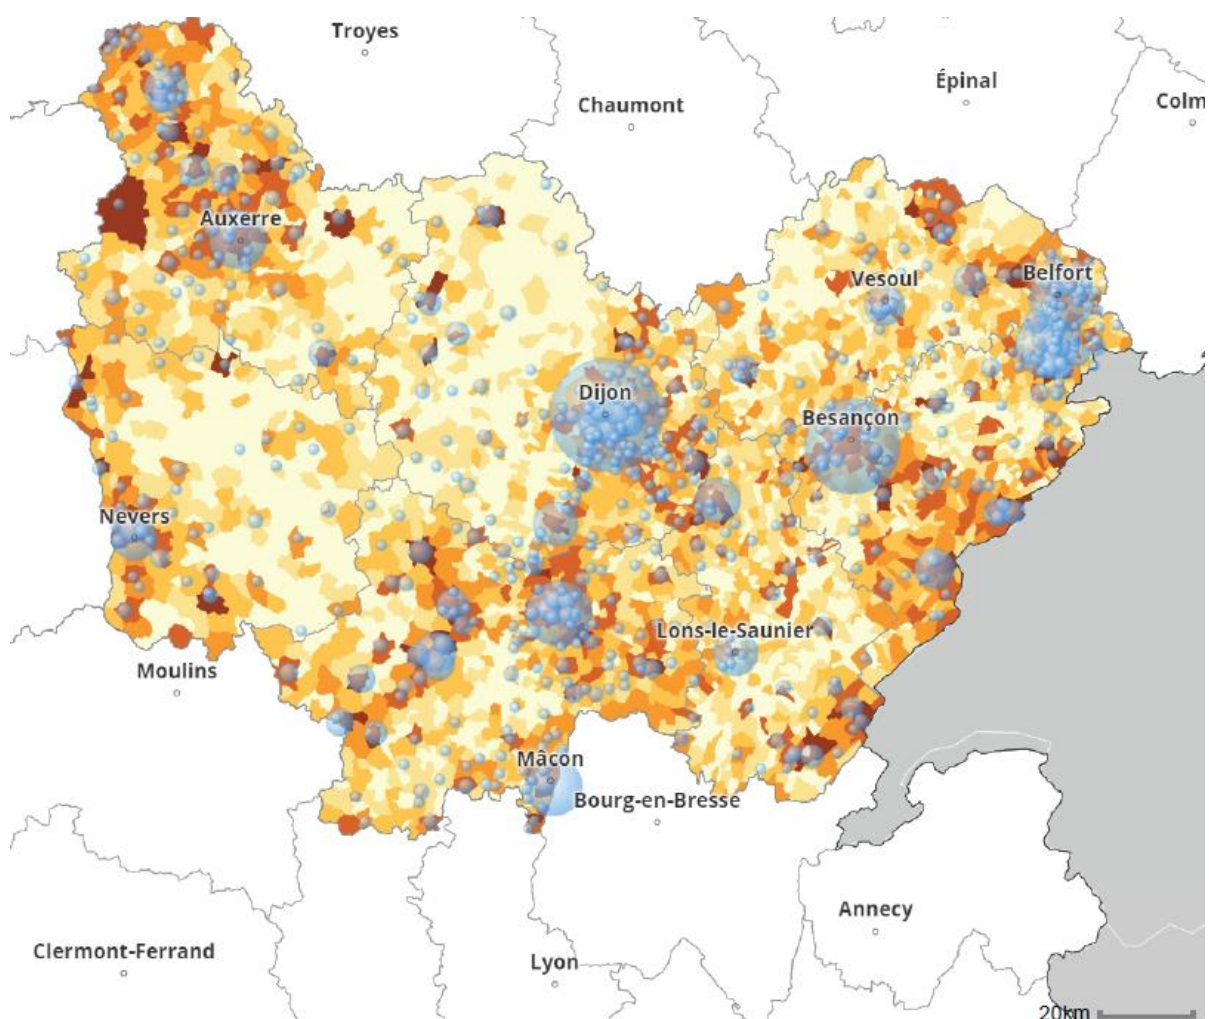 Troyes
Épinal
Chaumont
Colm
Auxerre
Vesoul
Belfort
Dijon
Besançon
Nevers
Lons-le-Saunier
Moulins
Mâcon
Bourg-en-Bresse
Annecy
Clermont-Ferrand
Lyon
20km